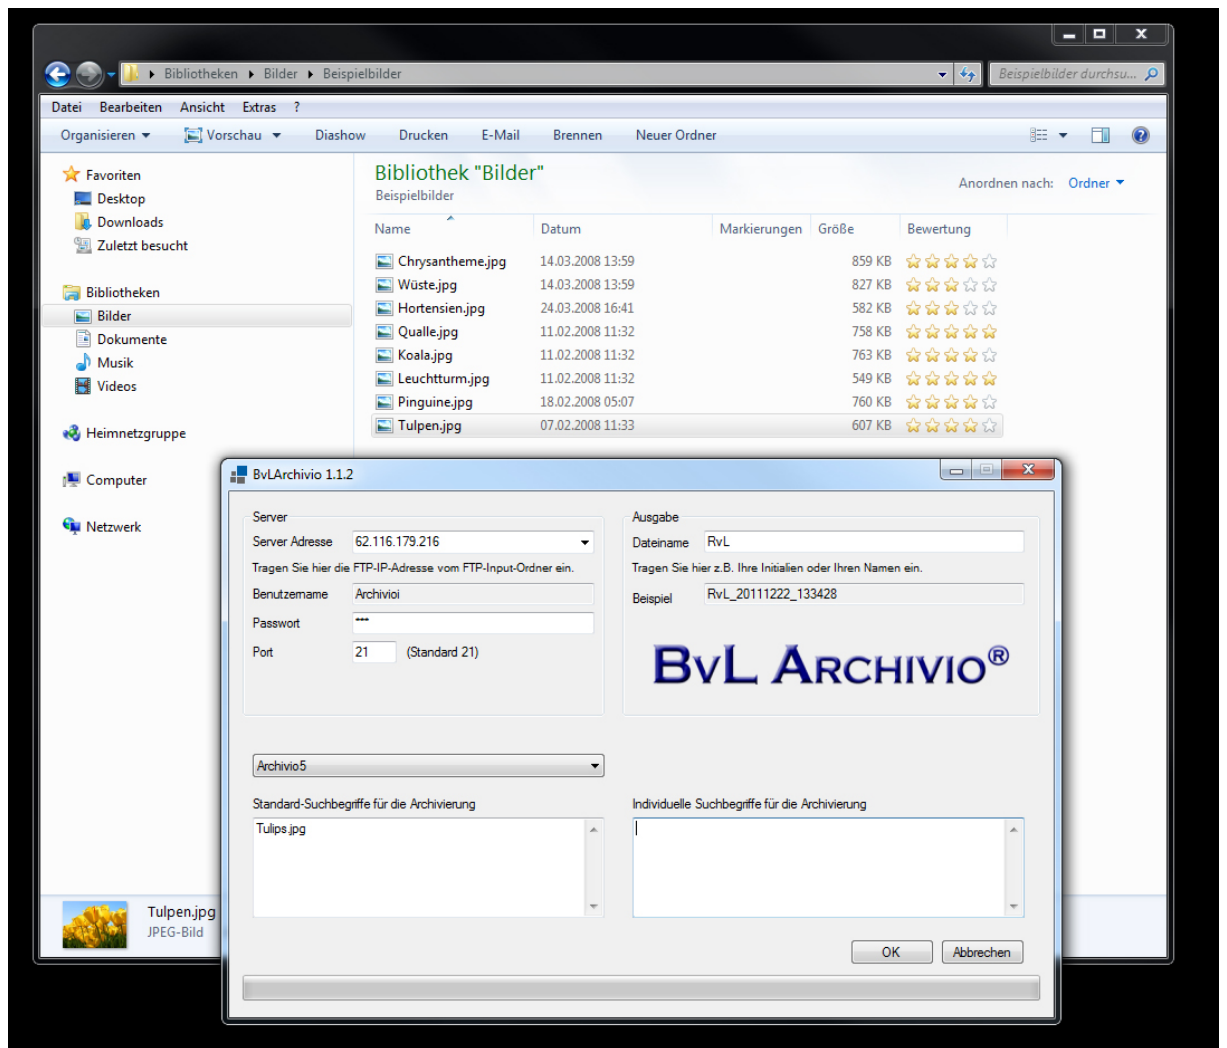 Bibliotheken Bilder Beispielbilder
Beispielbilder durchsu...
Datei Bearbeiten Ansicht Extras ?
Organisieren Vorschau Diashow Drucken E-Mail Brennen Neuer Ordner
Favoriten
Desktop
Downloads
Zuletzt besucht
Bibliotheken
Bilder
Dokumente
Musik
Videos
Heimnetzgruppe
Computer
Netzwerk
Bibliothek "Bilder"
Beispielbilder
Anordnen nach: Ordner
Name Datum Markierungen Größe Bewertung
Chrysantheme.jpg 14.03.2008 13:59 859 KB
Wüste.jpg 14.03.2008 13:59 827 KB
Hortensien.jpg 24.03.2008 16:41 582 KB
Qualle.jpg 11.02.2008 11:32 758 KB
Koala.jpg 11.02.2008 11:32 763 KB
Leuchtturm.jpg 11.02.2008 11:32 549 KB
Pinguine.jpg 18.02.2008 05:07 760 KB
Tulpen.jpg 07.02.2008 11:33 607 KB
BvLArchivio 1.1.2
Server
Server Adresse 62.116.179.216
Tragen Sie hier die FTP-IP-Adresse vom FTP-Input-Ordner ein.
Benutzername Archivioi
Passwort ***
Port 21 (Standard 21)
Ausgabe
Dateiname RvL
Tragen Sie hier z.B. Ihre Initialien oder Ihren Namen ein.
Beispiel RvL_20111222_133428
BvL Archivio®
Archivio5
Standard-Suchbegriffe für die Archivierung
Tulips.jpg
Individuelle Suchbegriffe für die Archivierung
OK Abbrechen
Tulpen.jpg
JPEG-Bild